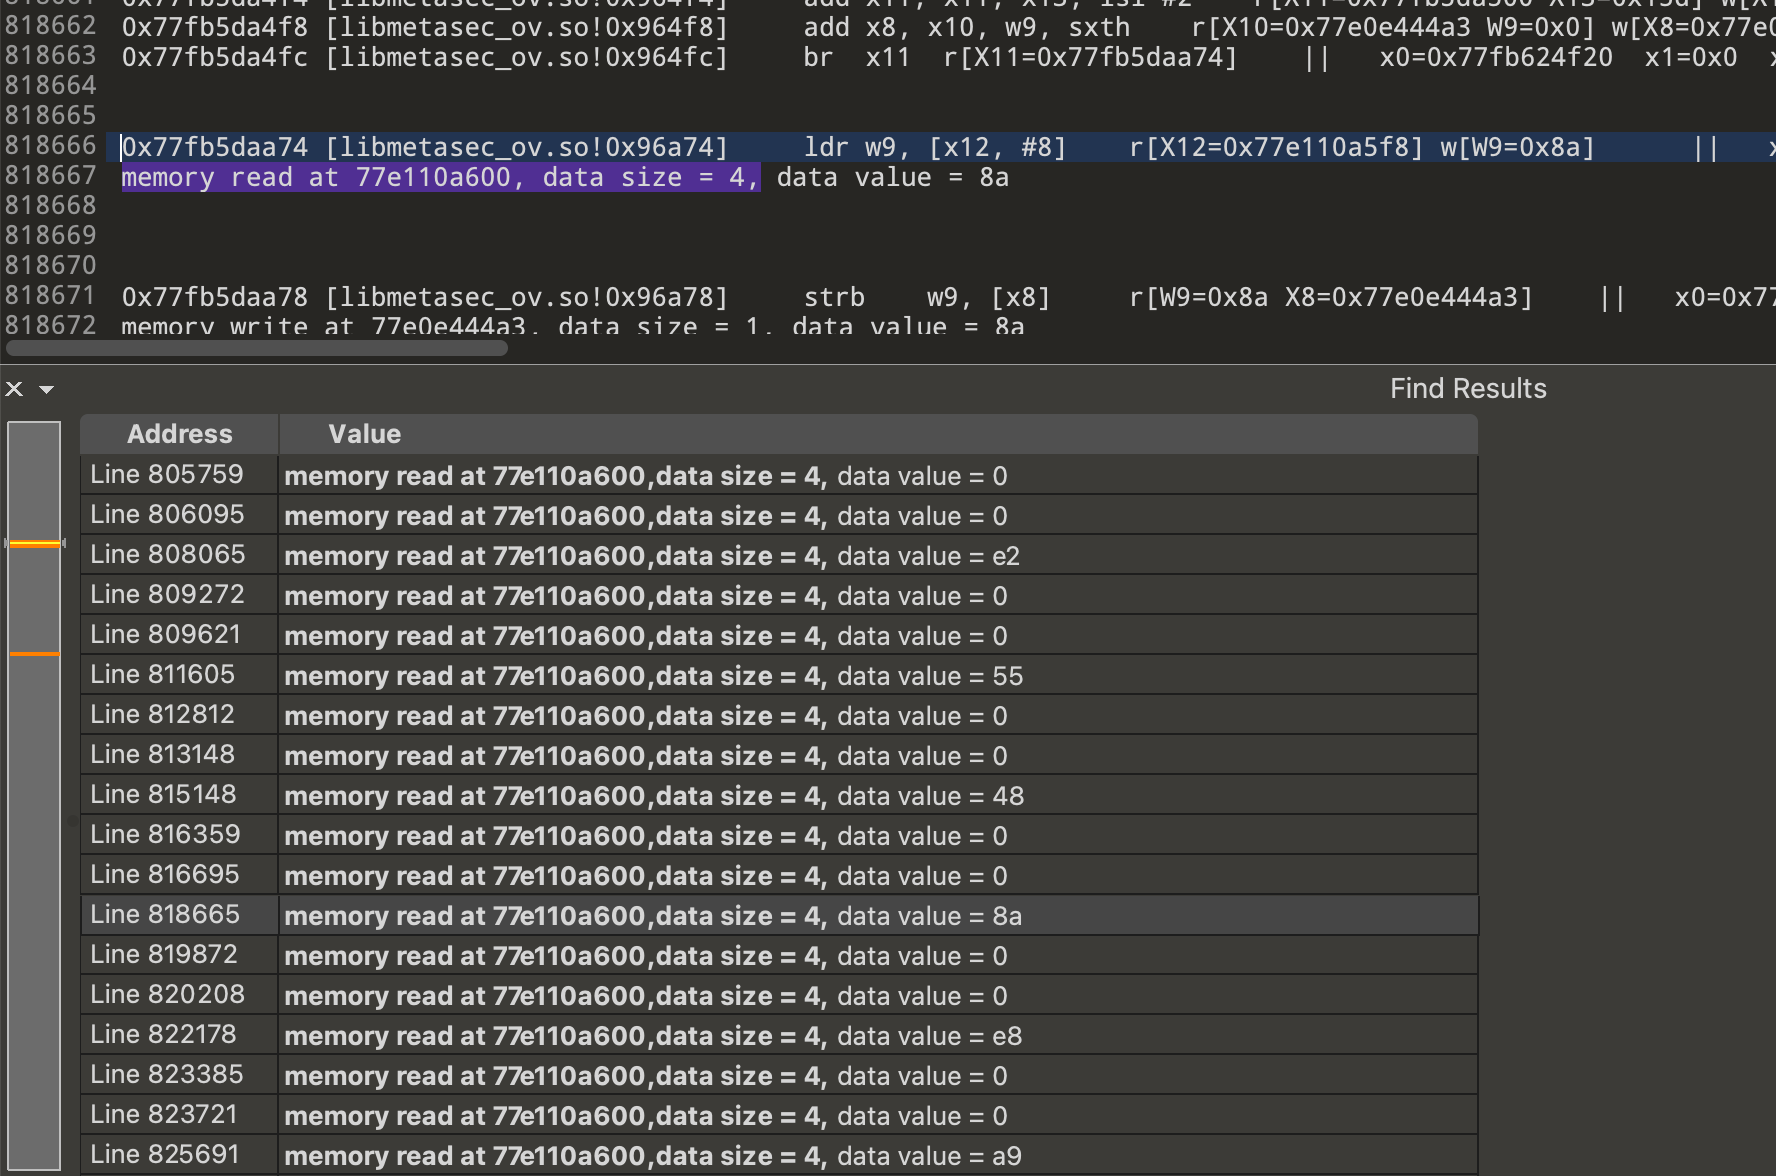 818662 0x77fb5da4f8 [libmetasec_ov.so!0x964f8] add x8, x10, w9, sxth r[X10=0x77e0e444a3 W9=0x0] w[X8=0x77e0
818663 0x77fb5da4fc [libmetasec_ov.so!0x964fc] br x11 r[X11=0x77fb5daa74] || x0=0x77fb624f20 x1=0x0
818664
818665
818666 0x77fb5daa74 [libmetasec_ov.so!0x96a74] ldr w9, [x12, #8] r[X12=0x77e110a5f8] w[W9=0x8a] ||
818667 memory read at 77e110a600, data size = 4, data value = 8a
818668
818669
818670
818671 0x77fb5daa78 [libmetasec_ov.so!0x96a78] strb w9, [x8] r[W9=0x8a X8=0x77e0e444a3] || x0=0x77
818672 memory write at 77e0e444a3, data size = 1, data value = 8a
Find Results
Address Value
Line 805759 memory read at 77e110a600,data size = 4, data value = 0
Line 806095 memory read at 77e110a600,data size = 4, data value = 0
Line 808065 memory read at 77e110a600,data size = 4, data value = e2
Line 809272 memory read at 77e110a600,data size = 4, data value = 0
Line 809621 memory read at 77e110a600,data size = 4, data value = 0
Line 811605 memory read at 77e110a600,data size = 4, data value = 55
Line 812812 memory read at 77e110a600,data size = 4, data value = 0
Line 813148 memory read at 77e110a600,data size = 4, data value = 0
Line 815148 memory read at 77e110a600,data size = 4, data value = 48
Line 816359 memory read at 77e110a600,data size = 4, data value = 0
Line 816695 memory read at 77e110a600,data size = 4, data value = 0
Line 818665 memory read at 77e110a600,data size = 4, data value = 8a
Line 819872 memory read at 77e110a600,data size = 4, data value = 0
Line 820208 memory read at 77e110a600,data size = 4, data value = 0
Line 822178 memory read at 77e110a600,data size = 4, data value = e8
Line 823385 memory read at 77e110a600,data size = 4, data value = 0
Line 823721 memory read at 77e110a600,data size = 4, data value = 0
Line 825691 memory read at 77e110a600,data size = 4, data value = a9